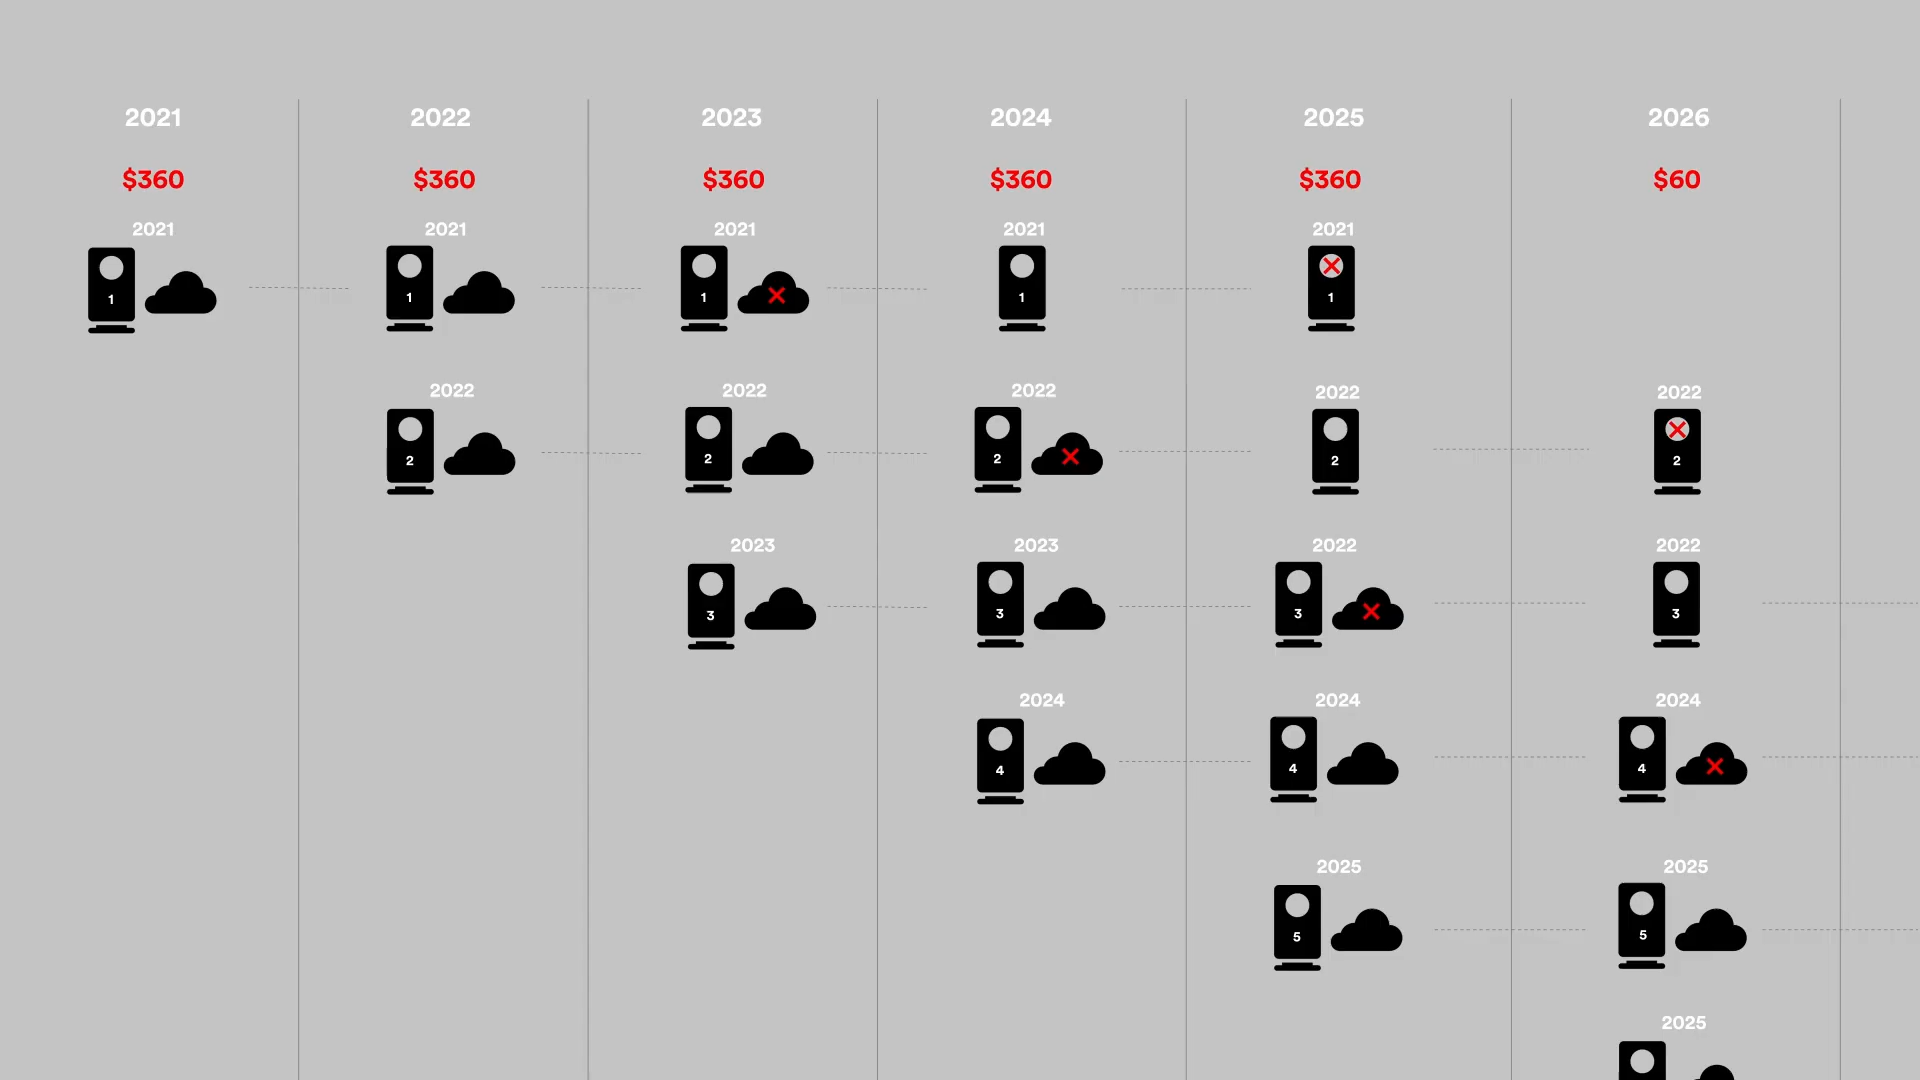 2021 2022 2023 2024 2025 2026
$360 $360 $360 $360 $360 $60
2021 2021 2021 2021 2021
1 1 1 1 1
2022 2022 2022 2022 2022
2 2 2 2 2
2023 2023 2022 2022
3 3 3 3
2024 2024 2024
4 4 4
2025 2025
5 5
2025